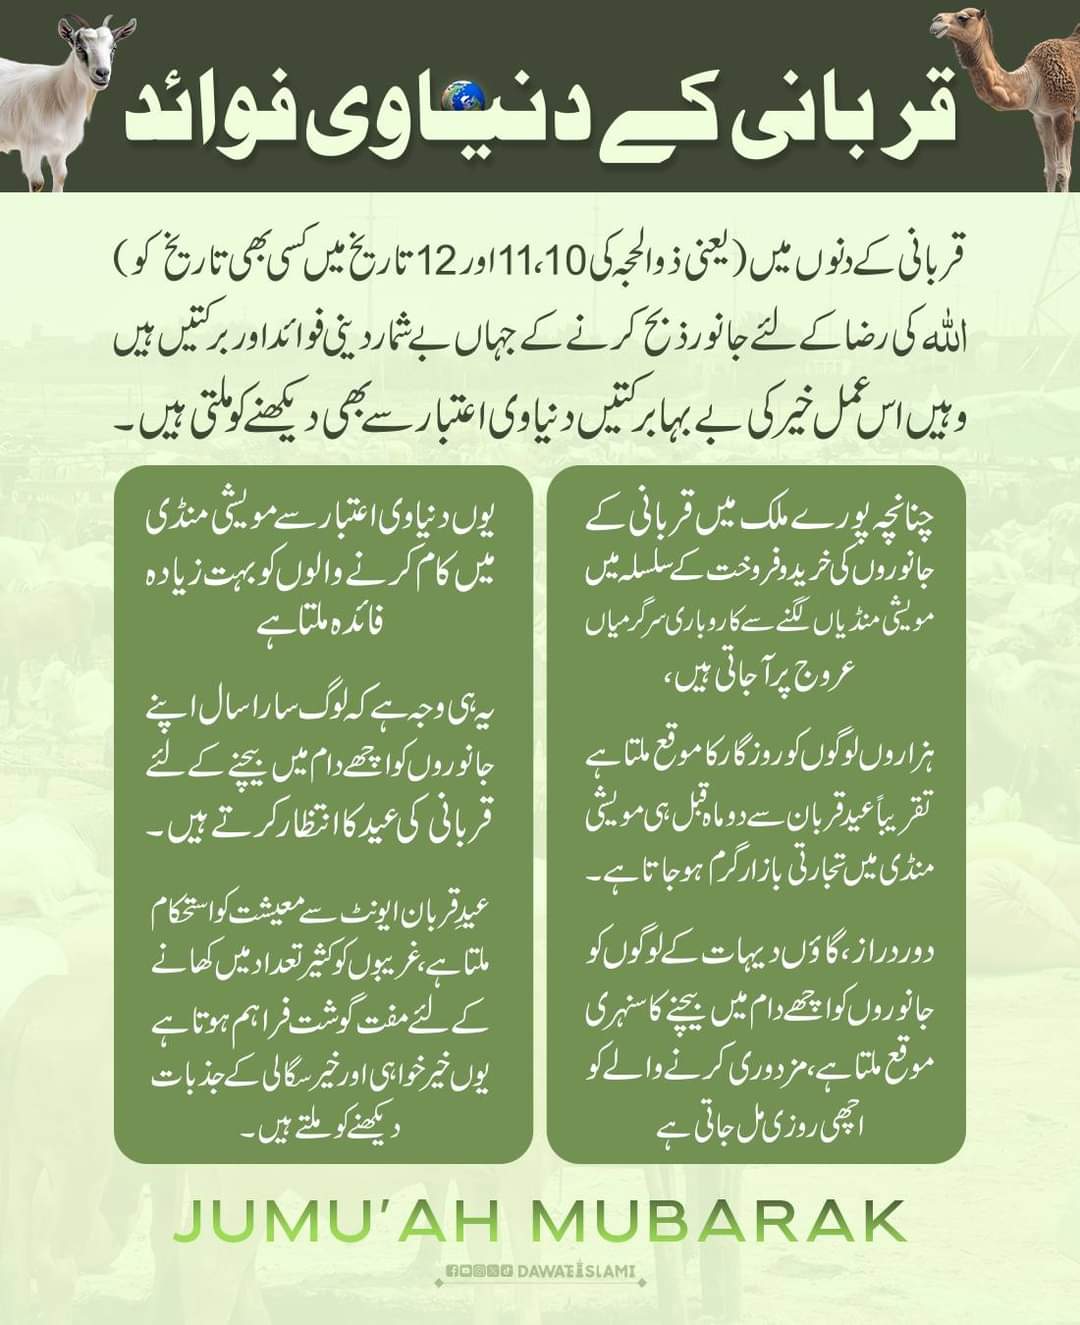 قربانی کے دنیاوی فوائد
قربانی کے دنوں میں (یعنی ذوالحجہ کی 10،11 اور 12 تاریخ میں کسی بھی تاریخ کو)
اللہ کی رضا کے لئے جانور ذبح کرنے کے جہاں بے شمار دینی فوائد اور برکتیں ہیں
وہیں اس عمل خیر کی بے بہا برکتیں دنیاوی اعتبار سے بھی دیکھنے کو ملتی ہیں۔
چنانچہ پورے ملک میں قربانی کے
جانوروں کی خرید و فروخت کے سلسلہ میں
مویشی منڈیاں لگنے سے کاروباری سرگرمیاں
عروج پر آجاتی ہیں،
ہزاروں لوگوں کو روزگار کا موقع ملتا ہے
تقریباً عید قربان سے دو ماہ قبل ہی مویشی
منڈی میں تجارتی بازار گرم ہوجاتا ہے۔
دور دراز، گاؤں دیہات کے لوگوں کو
جانوروں کو اچھے دام میں بیچنے کا سنہری
موقع ملتا ہے، مزدوری کرنے والے کو
اچھی روزی مل جاتی ہے
یوں دنیاوی اعتبار سے مویشی منڈی
میں کام کرنے والوں کو بہت زیادہ
فائدہ ملتا ہے
یہ ہی وجہ ہے کہ لوگ سارا سال اپنے
جانوروں کو اچھے دام میں بیچنے کے لئے
قربانی کی عید کا انتظار کرتے ہیں۔
عیدِ قربان ایونٹ سے معیشت کو استحکام
ملتا ہے، غریبوں کو کثیر تعداد میں کھانے
کے لئے مفت گوشت فراہم ہوتا ہے
یوں خیر خواہی اور خیر سگالی کے جذبات
دیکھنے کو ملتے ہیں۔
JUMU'AH MUBARAK
DAWATEISLAMI